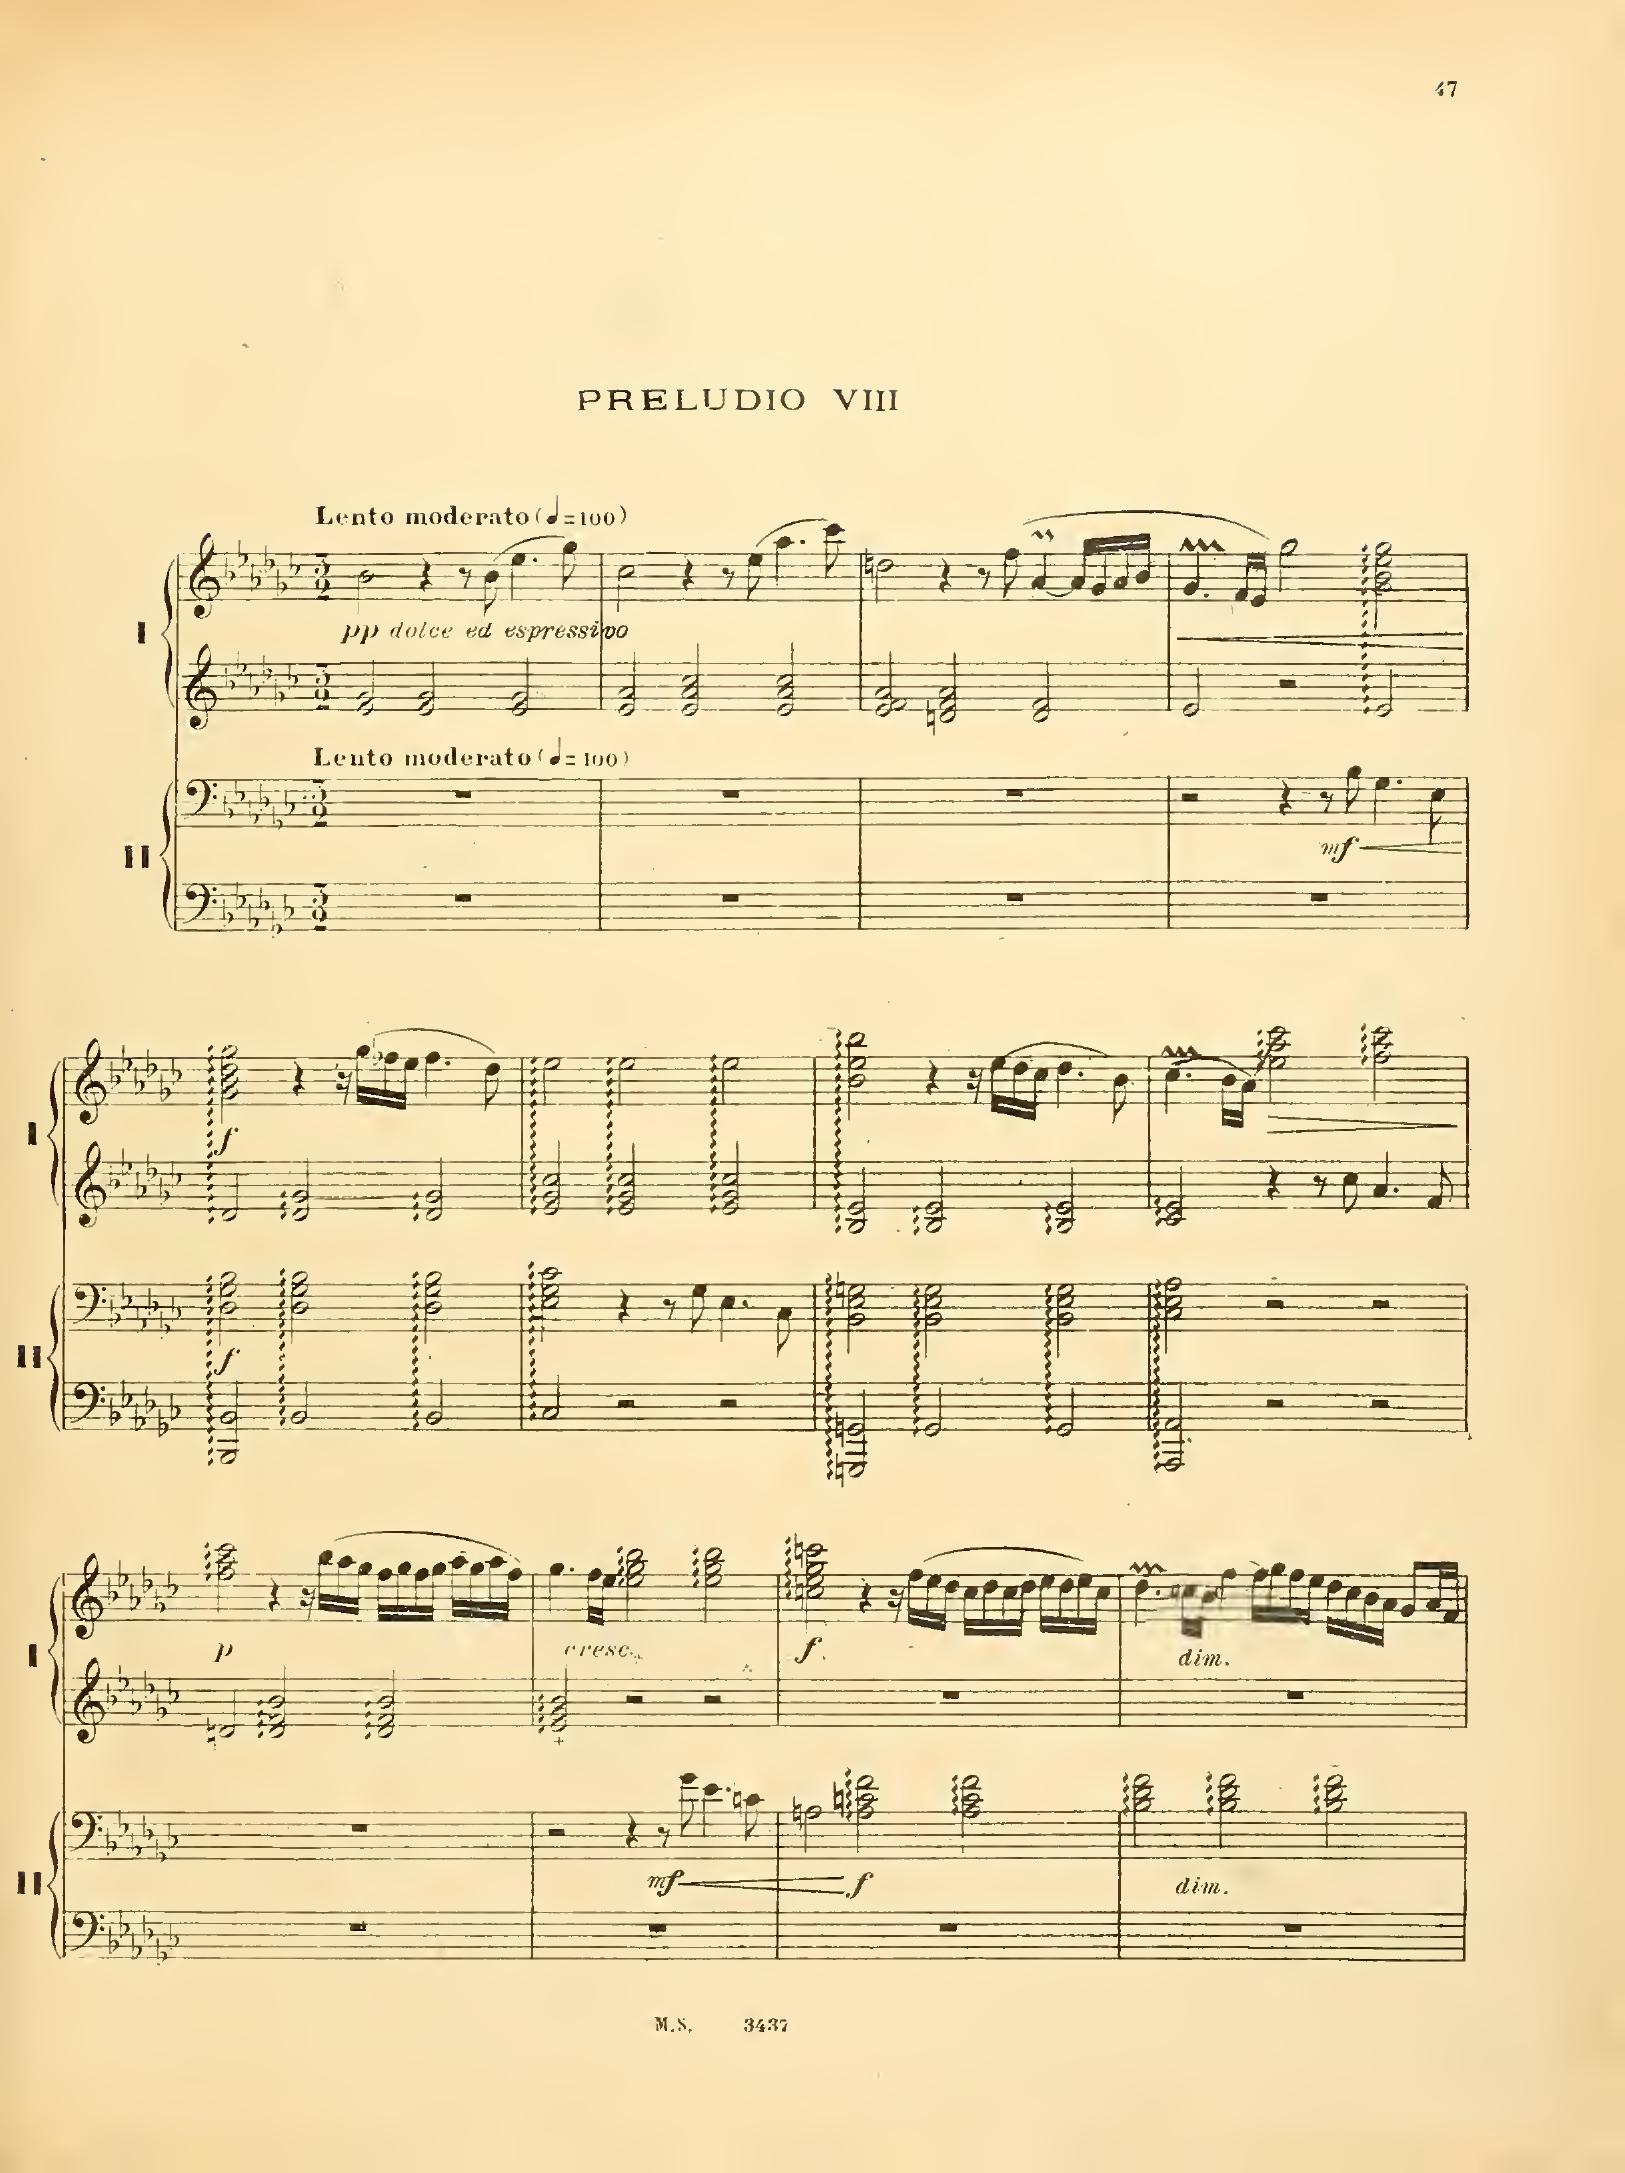 47
PRELUDIO VIII
Lento moderato (♩=100)
I
pp dolce ed espressivo
Lento moderato (♩=100)
II
mf
I
f
II
f
I
p
cresc.
f
dim.
II
mf
f
dim.
M.S. 3437